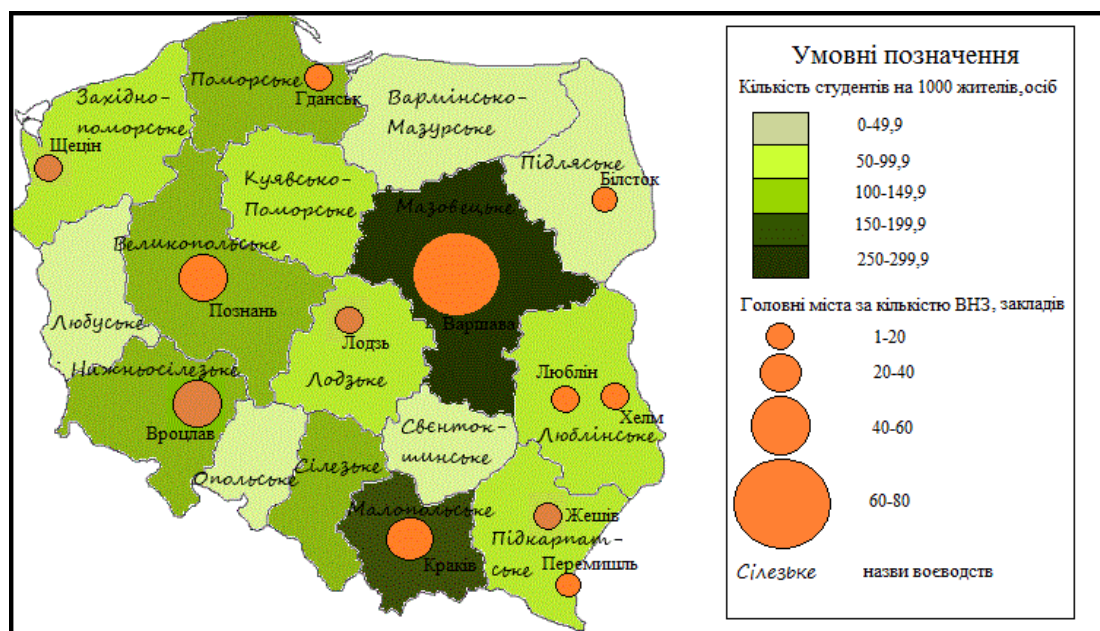 Поморське
Гданськ
Західно-
поморське
Щецін
Вармінсько-
Мазурське
Підляське
Білсток
Куявсько-
Поморське
Мазовецьке
Варшава
Великопольське
Познань
Любуське
Лодзь
Лодзьке
Нижньосілезьке
Вроцлав
Люблін
Хелм
Люблінське
Свєнток-
шинське
Опольське
Сілезьке
Малопольське
Краків
Жешів
Підкарпат-
ське
Перемишль
Умовні позначення
Кількість студентів на 1000 жителів,осіб
0-49,9
50-99,9
100-149,9
150-199,9
250-299,9
Головні міста за кількістю ВНЗ, закладів
1-20
20-40
40-60
60-80
Сілезьке назви воєводств